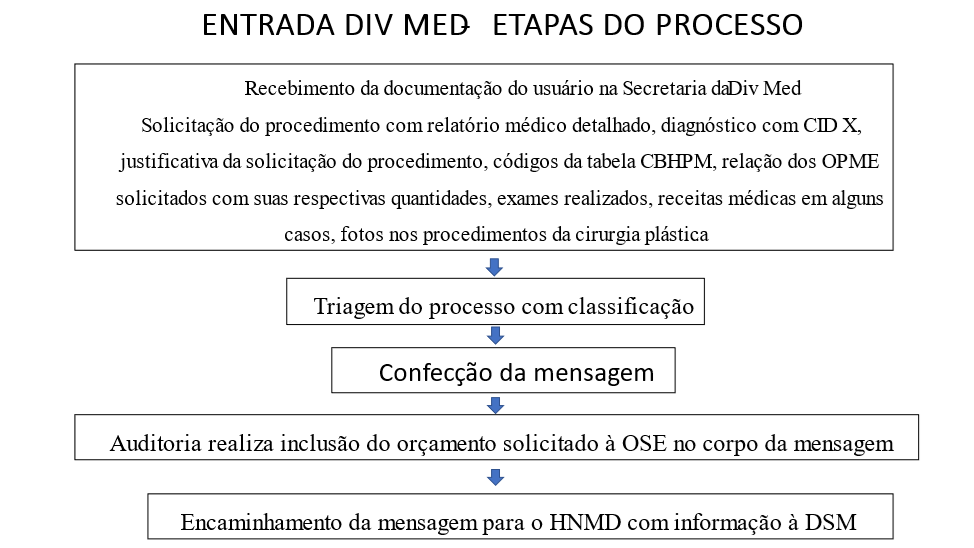 ENTRADA DIV MED- ETAPAS DO PROCESSO
Recebimento da documentação do usuário na Secretaria daDiv Med
Solicitação do procedimento com relatório médico detalhado, diagnóstico com CID X,
justificativa da solicitação do procedimento, códigos da tabela CBHPM, relação dos OPME
solicitados com suas respectivas quantidades, exames realizados, receitas médicas em alguns
casos, fotos nos procedimentos da cirurgia plástica.
Triagem do processo com classificação
Confecção da mensagem
Auditoria realiza inclusão do orçamento solicitado à OSE no corpo da mensagem
Encaminhamento da mensagem para o HNMD com informação à DSM